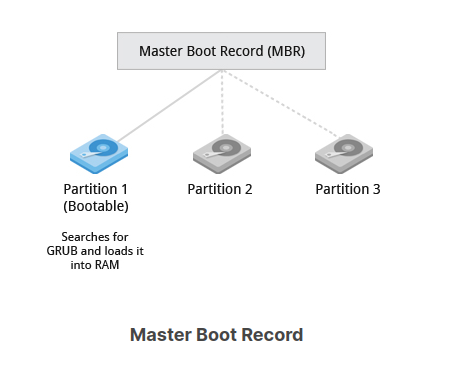 Master Boot Record (MBR)
Partition 1
(Bootable)
Partition 2
Partition 3
Searches for
GRUB and loads it
into RAM
Master Boot Record